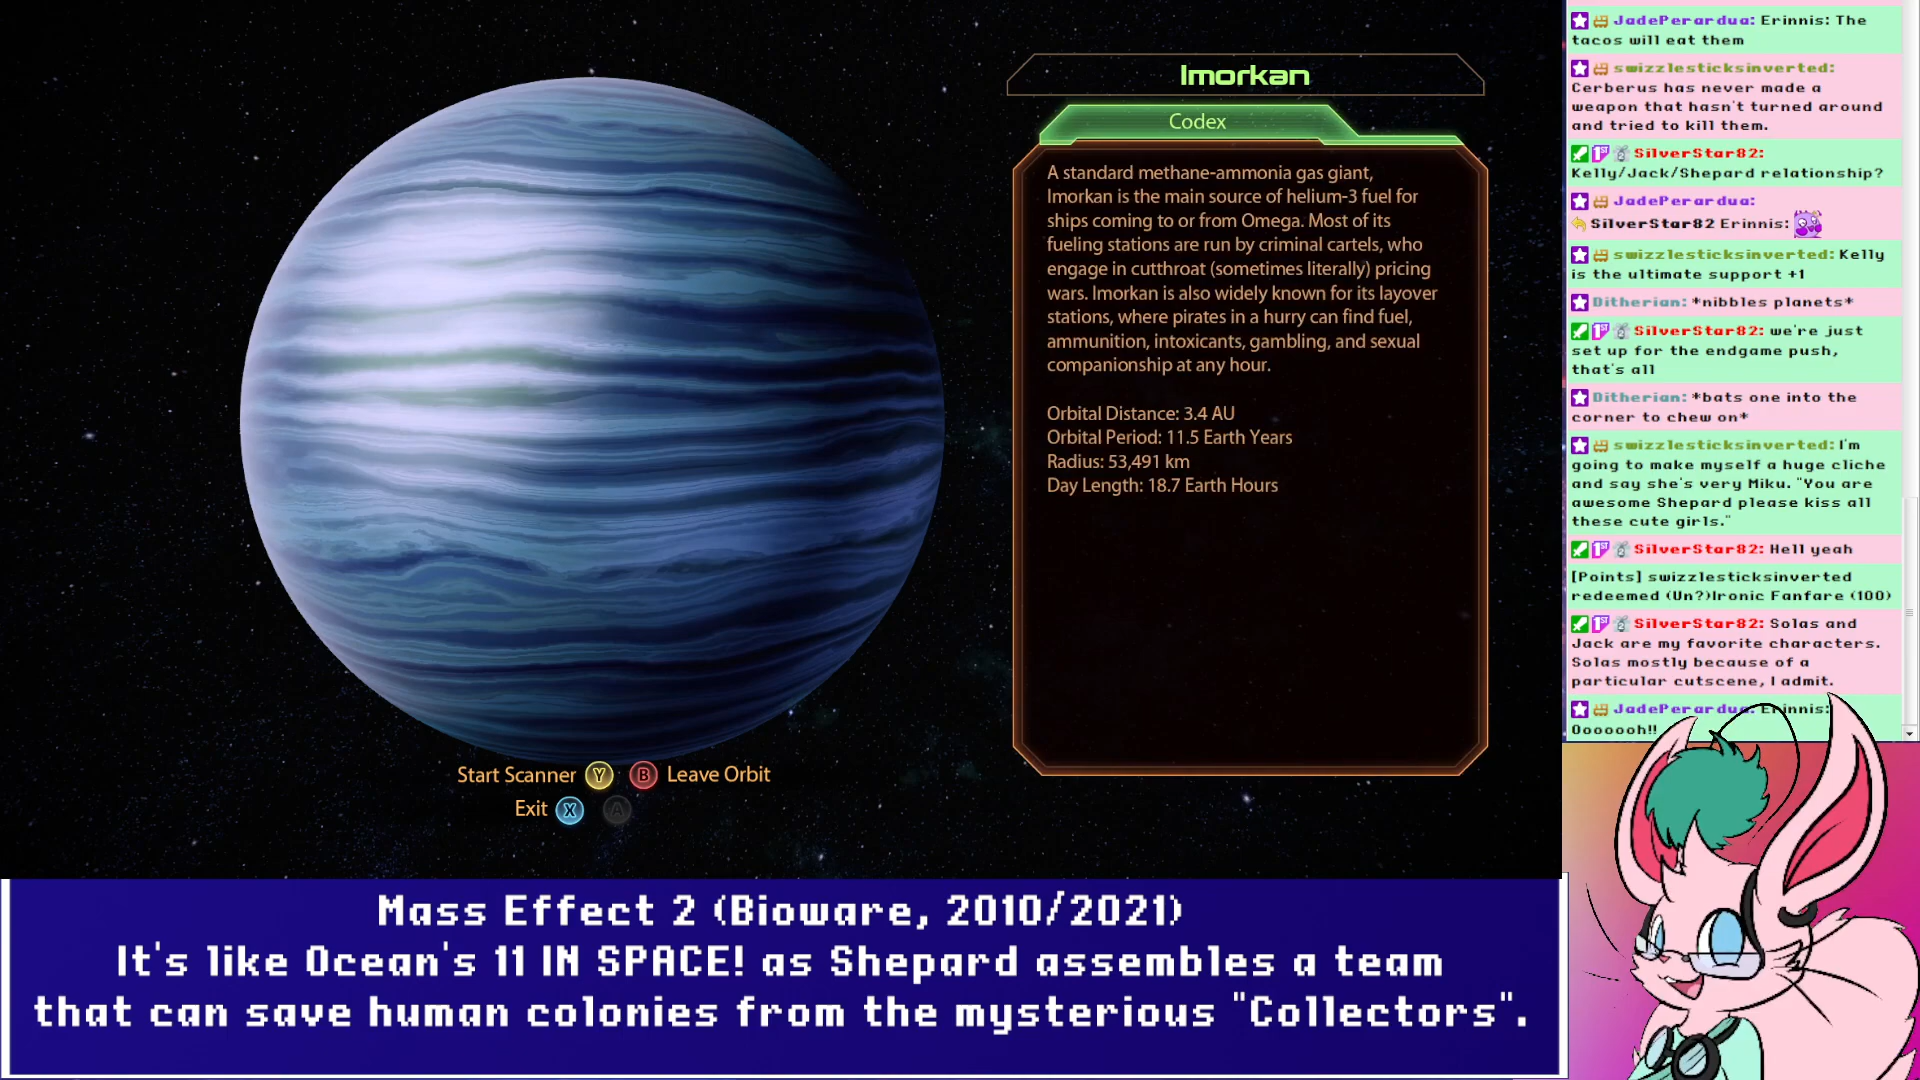 Imorkan
Codex
A standard methane-ammonia gas giant,
Imorkan is the main source of helium-3 fuel for
ships coming to or from Omega. Most of its
fueling stations are run by criminal cartels, who
engage in cutthroat (sometimes literally) pricing
wars. Imorkan is also widely known for its layover
stations, where pirates in a hurry can find fuel,
ammunition, intoxicants, gambling, and sexual
companionship at any hour.
Orbital Distance: 3.4 AU
Orbital Period: 11.5 Earth Years
Radius: 53,491 km
Day Length: 18.7 Earth Hours
Start Scanner Y B Leave Orbit
Exit X A
Mass Effect 2 (Bioware, 2010/2021)
It's like Ocean's 11 IN SPACE! as Shepard assembles a team
that can save human colonies from the mysterious "Collectors".
JadePerardua: Erinnis: The
tacos will eat them
swizzlesticksinverted:
Cerberus has never made a
weapon that hasn't turned around
and tried to kill them.
1ST 2 SilverStar82:
Kelly/Jack/Shepard relationship?
JadePerardua:
SilverStar82 Erinnis:
swizzlesticksinverted: Kelly
is the ultimate support +1
Ditherian: *nibbles planets*
1ST 2 SilverStar82: we're just
set up for the endgame push,
that's all
Ditherian: *bats one into the
corner to chew on*
swizzlesticksinverted: I'm
going to make myself a huge cliche
and say she's very Miku. "You are
awesome Shepard please kiss all
these cute girls."
1ST 2 SilverStar82: Hell yeah
[Points] swizzlesticksinverted
redeemed (Un?)Ironic Fanfare (100)
1ST 2 SilverStar82: Solas and
Jack are my favorite characters.
Solas mostly because of a
particular cutscene, I admit.
JadePerardua: Erinnis:
Ooooooh!!